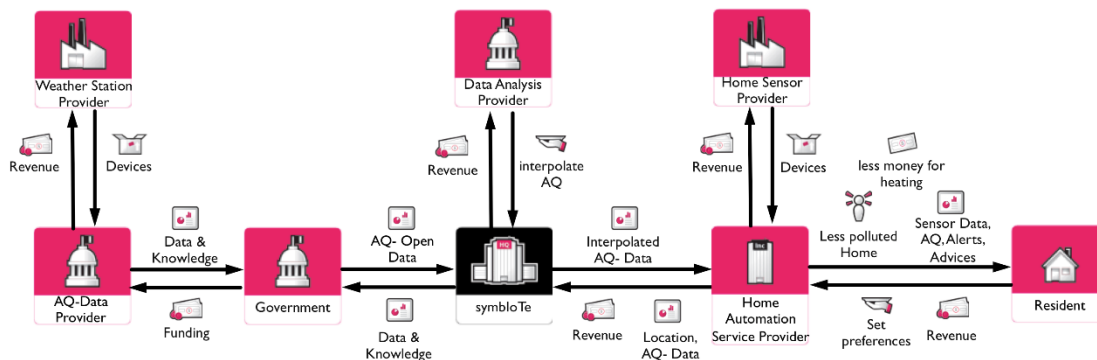 Weather Station
Provider
Revenue
Devices
Data Analysis
Provider
Revenue
interpolate
AQ
Home Sensor
Provider
Revenue
Devices
less money for
heating
Data &
Knowledge
AQ- Open
Data
HQ
Interpolated
AQ- Data
Inc
Less polluted
Home
Sensor Data,
AQ, Alerts,
Advices
AQ-Data
Provider
Funding
Government
Data &
Knowledge
symbIoTe
Revenue
Location,
AQ- Data
Home
Automation
Service Provider
Set
preferences
Revenue
Resident